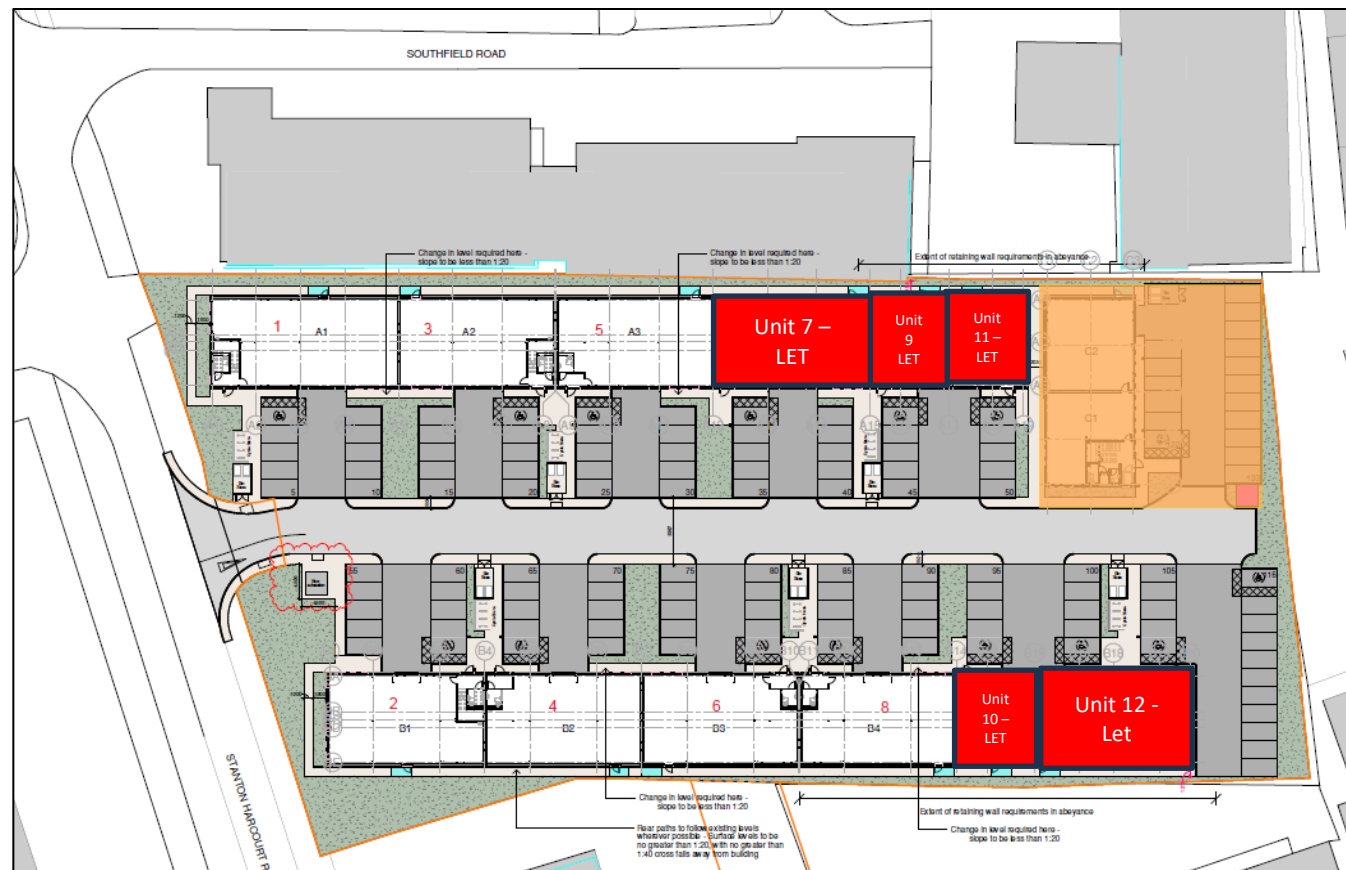 SOUTHFIELD ROAD
Change in level required here -
slope to be less than 1:20
Change in level required here -
slope to be less than 1:20
Extent of retaining wall requirements in abeyance
1
A1
3
A2
5
A3
Unit 7 –
LET
Unit
9
LET
Unit
11 –
LET
C2
C1
5
10
15
20
25
30
35
40
45
50
120
55
60
65
70
75
80
85
90
95
100
105
115
B4
B10
B11
B18
2
B1
4
B2
6
B3
8
B4
Unit
10 –
LET
Unit 12 -
Let
STANTON HARCOURT R
Change in level required here -
slope to be less than 1:20
Rear paths to follow existing levels
wherever possible - Surface levels to be
no greater than 1:20, with no greater than
1:40 cross falls away from building
Extent of retaining wall requirements in abeyance
Change in level required here -
slope to be less than 1:20